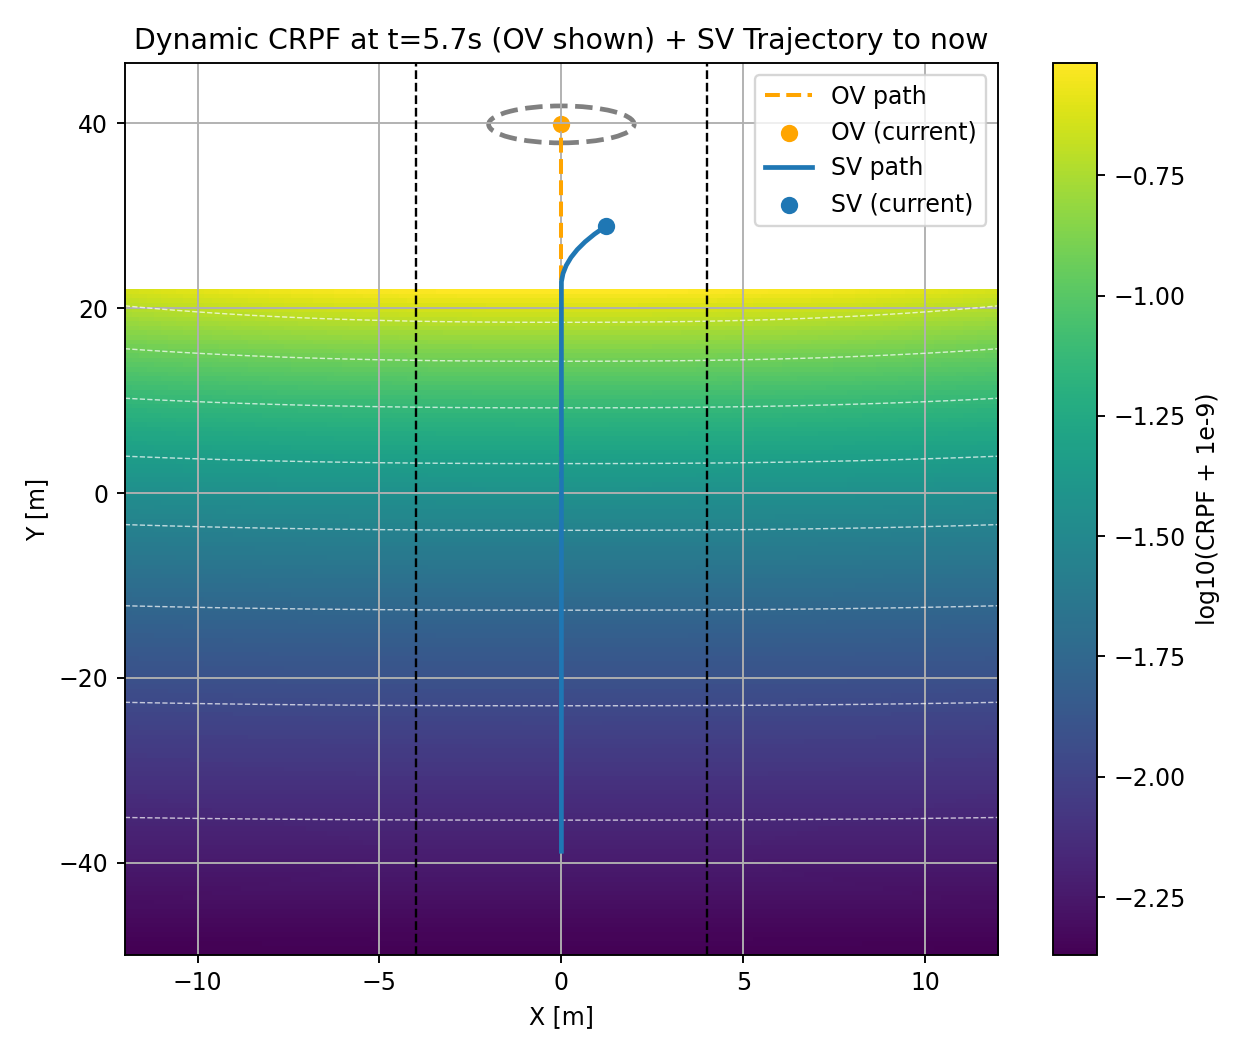 Dynamic CRPF at t=5.7s (OV shown) + SV Trajectory to now
OV path
OV (current)
SV path
SV (current)
40
20
0
−20
−40
Y [m]
−10
−5
0
5
10
X [m]
−0.75
−1.00
−1.25
−1.50
−1.75
−2.00
−2.25
log10(CRPF + 1e-9)